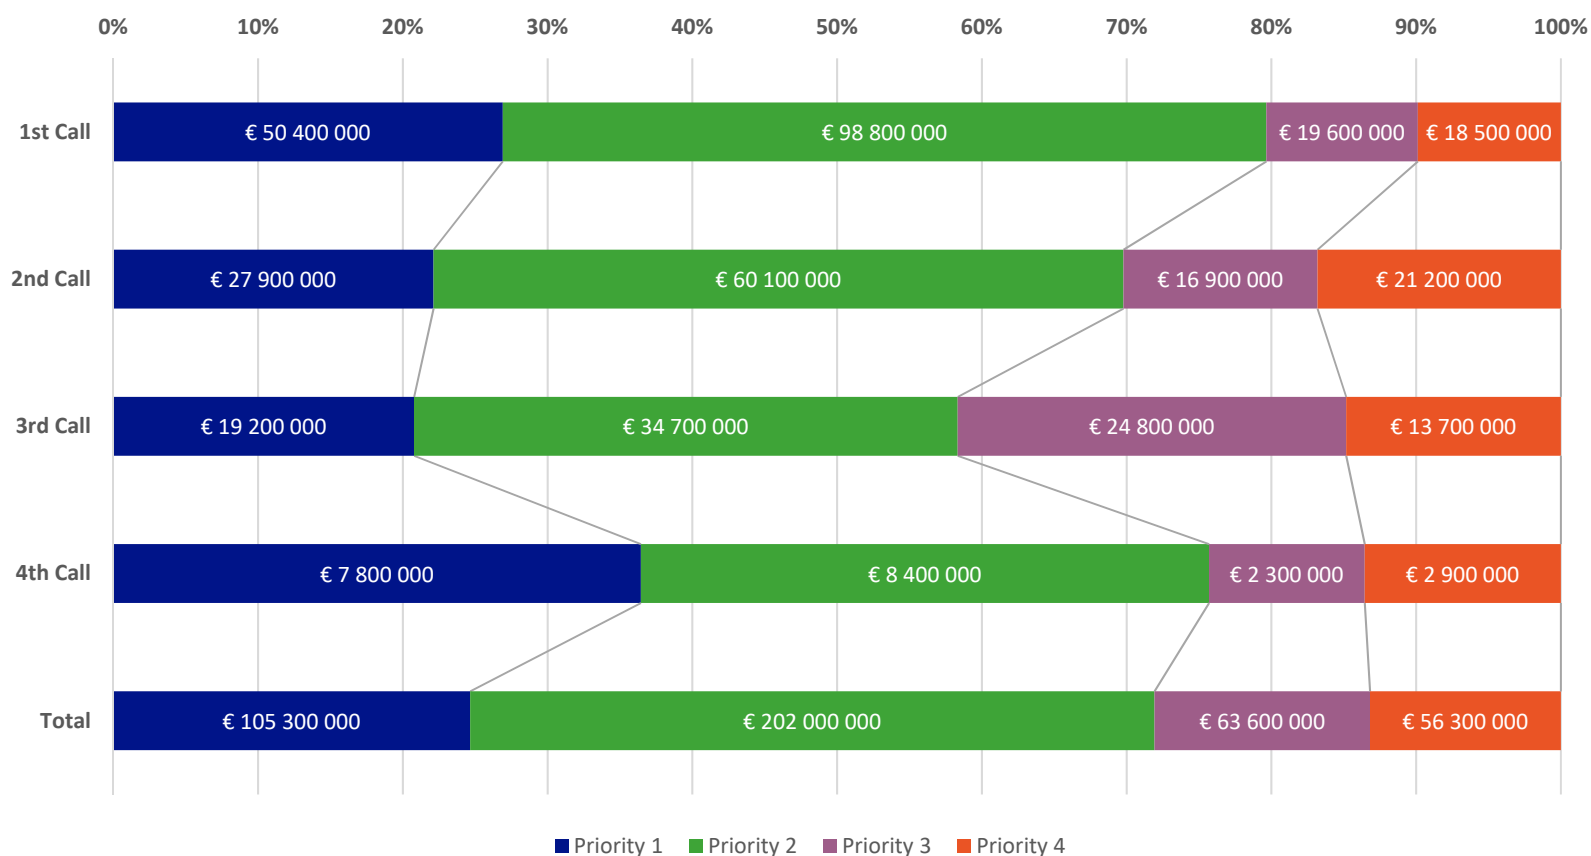 0% 10% 20% 30% 40% 50% 60% 70% 80% 90% 100%
1st Call € 50 400 000 € 98 800 000 € 19 600 000 € 18 500 000
2nd Call € 27 900 000 € 60 100 000 € 16 900 000 € 21 200 000
3rd Call € 19 200 000 € 34 700 000 € 24 800 000 € 13 700 000
4th Call € 7 800 000 € 8 400 000 € 2 300 000 € 2 900 000
Total € 105 300 000 € 202 000 000 € 63 600 000 € 56 300 000
Priority 1 Priority 2 Priority 3 Priority 4